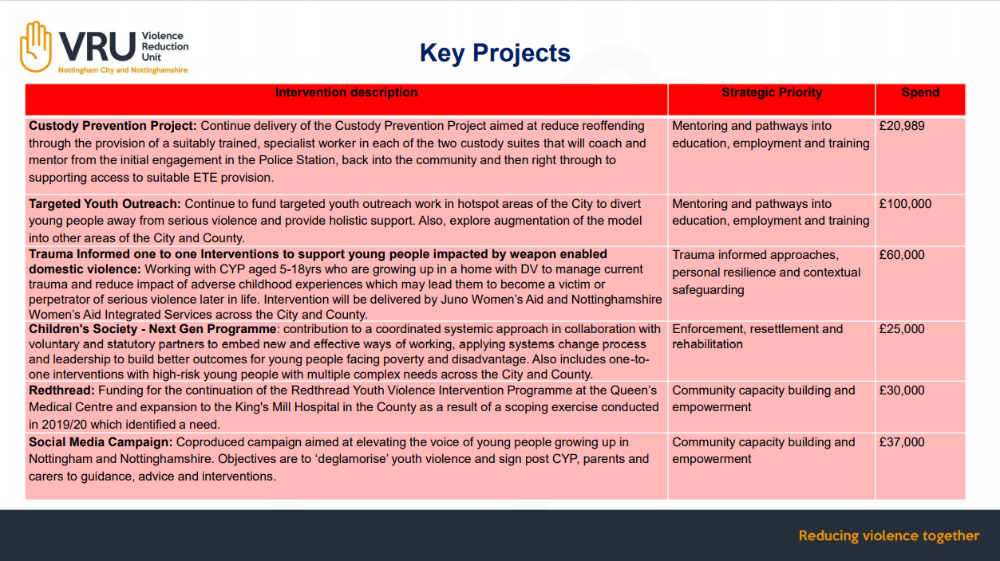 VRU
Violence
Reduction
Unit
Nottingham City and Nottinghamshire
Key Projects
Intervention description
Strategic Priority
Spend
Custody Prevention Project: Continue delivery of the Custody Prevention Project aimed at reduce reoffending
through the provision of a suitably trained, specialist worker in each of the two custody suites that will coach and
mentor from the initial engagement in the Police Station, back into the community and then right through to
supporting access to suitable ETE provision.
Mentoring and pathways into
education, employment and training
£20,989
Targeted Youth Outreach: Continue to fund targeted youth outreach work in hotspot areas of the City to divert
young people away from serious violence and provide holistic support. Also, explore augmentation of the model
into other areas of the City and County.
Mentoring and pathways into
education, employment and training
£100,000
Trauma Informed one to one Interventions to support young people impacted by weapon enabled
domestic violence: Working with CYP aged 5-18yrs who are growing up in a home with DV to manage current
trauma and reduce impact of adverse childhood experiences which may lead them to become a victim or
perpetrator of serious violence later in life. Intervention will be delivered by Juno Women's Aid and Nottinghamshire
Women's Aid Integrated Services across the City and County.
Trauma informed approaches,
personal resilience and contextual
safeguarding
£60,000
Children's Society - Next Gen Programme: contribution to a coordinated systemic approach in collaboration with
voluntary and statutory partners to embed new and effective ways of working, applying systems change process
and leadership to build better outcomes for young people facing poverty and disadvantage. Also includes one-to-
one interventions with high-risk young people with multiple complex needs across the City and County.
Enforcement, resettlement and
rehabilitation
£25,000
Redthread: Funding for the continuation of the Redthread Youth Violence Intervention Programme at the Queen's
Medical Centre and expansion to the King's Mill Hospital in the County as a result of a scoping exercise conducted
in 2019/20 which identified a need.
Community capacity building and
empowerment
£30,000
Social Media Campaign: Coproduced campaign aimed at elevating the voice of young people growing up in
Nottingham and Nottinghamshire. Objectives are to ‘deglamorise’ youth violence and sign post CYP, parents and
carers to guidance, advice and interventions.
Community capacity building and
empowerment
£37,000
Reducing violence together